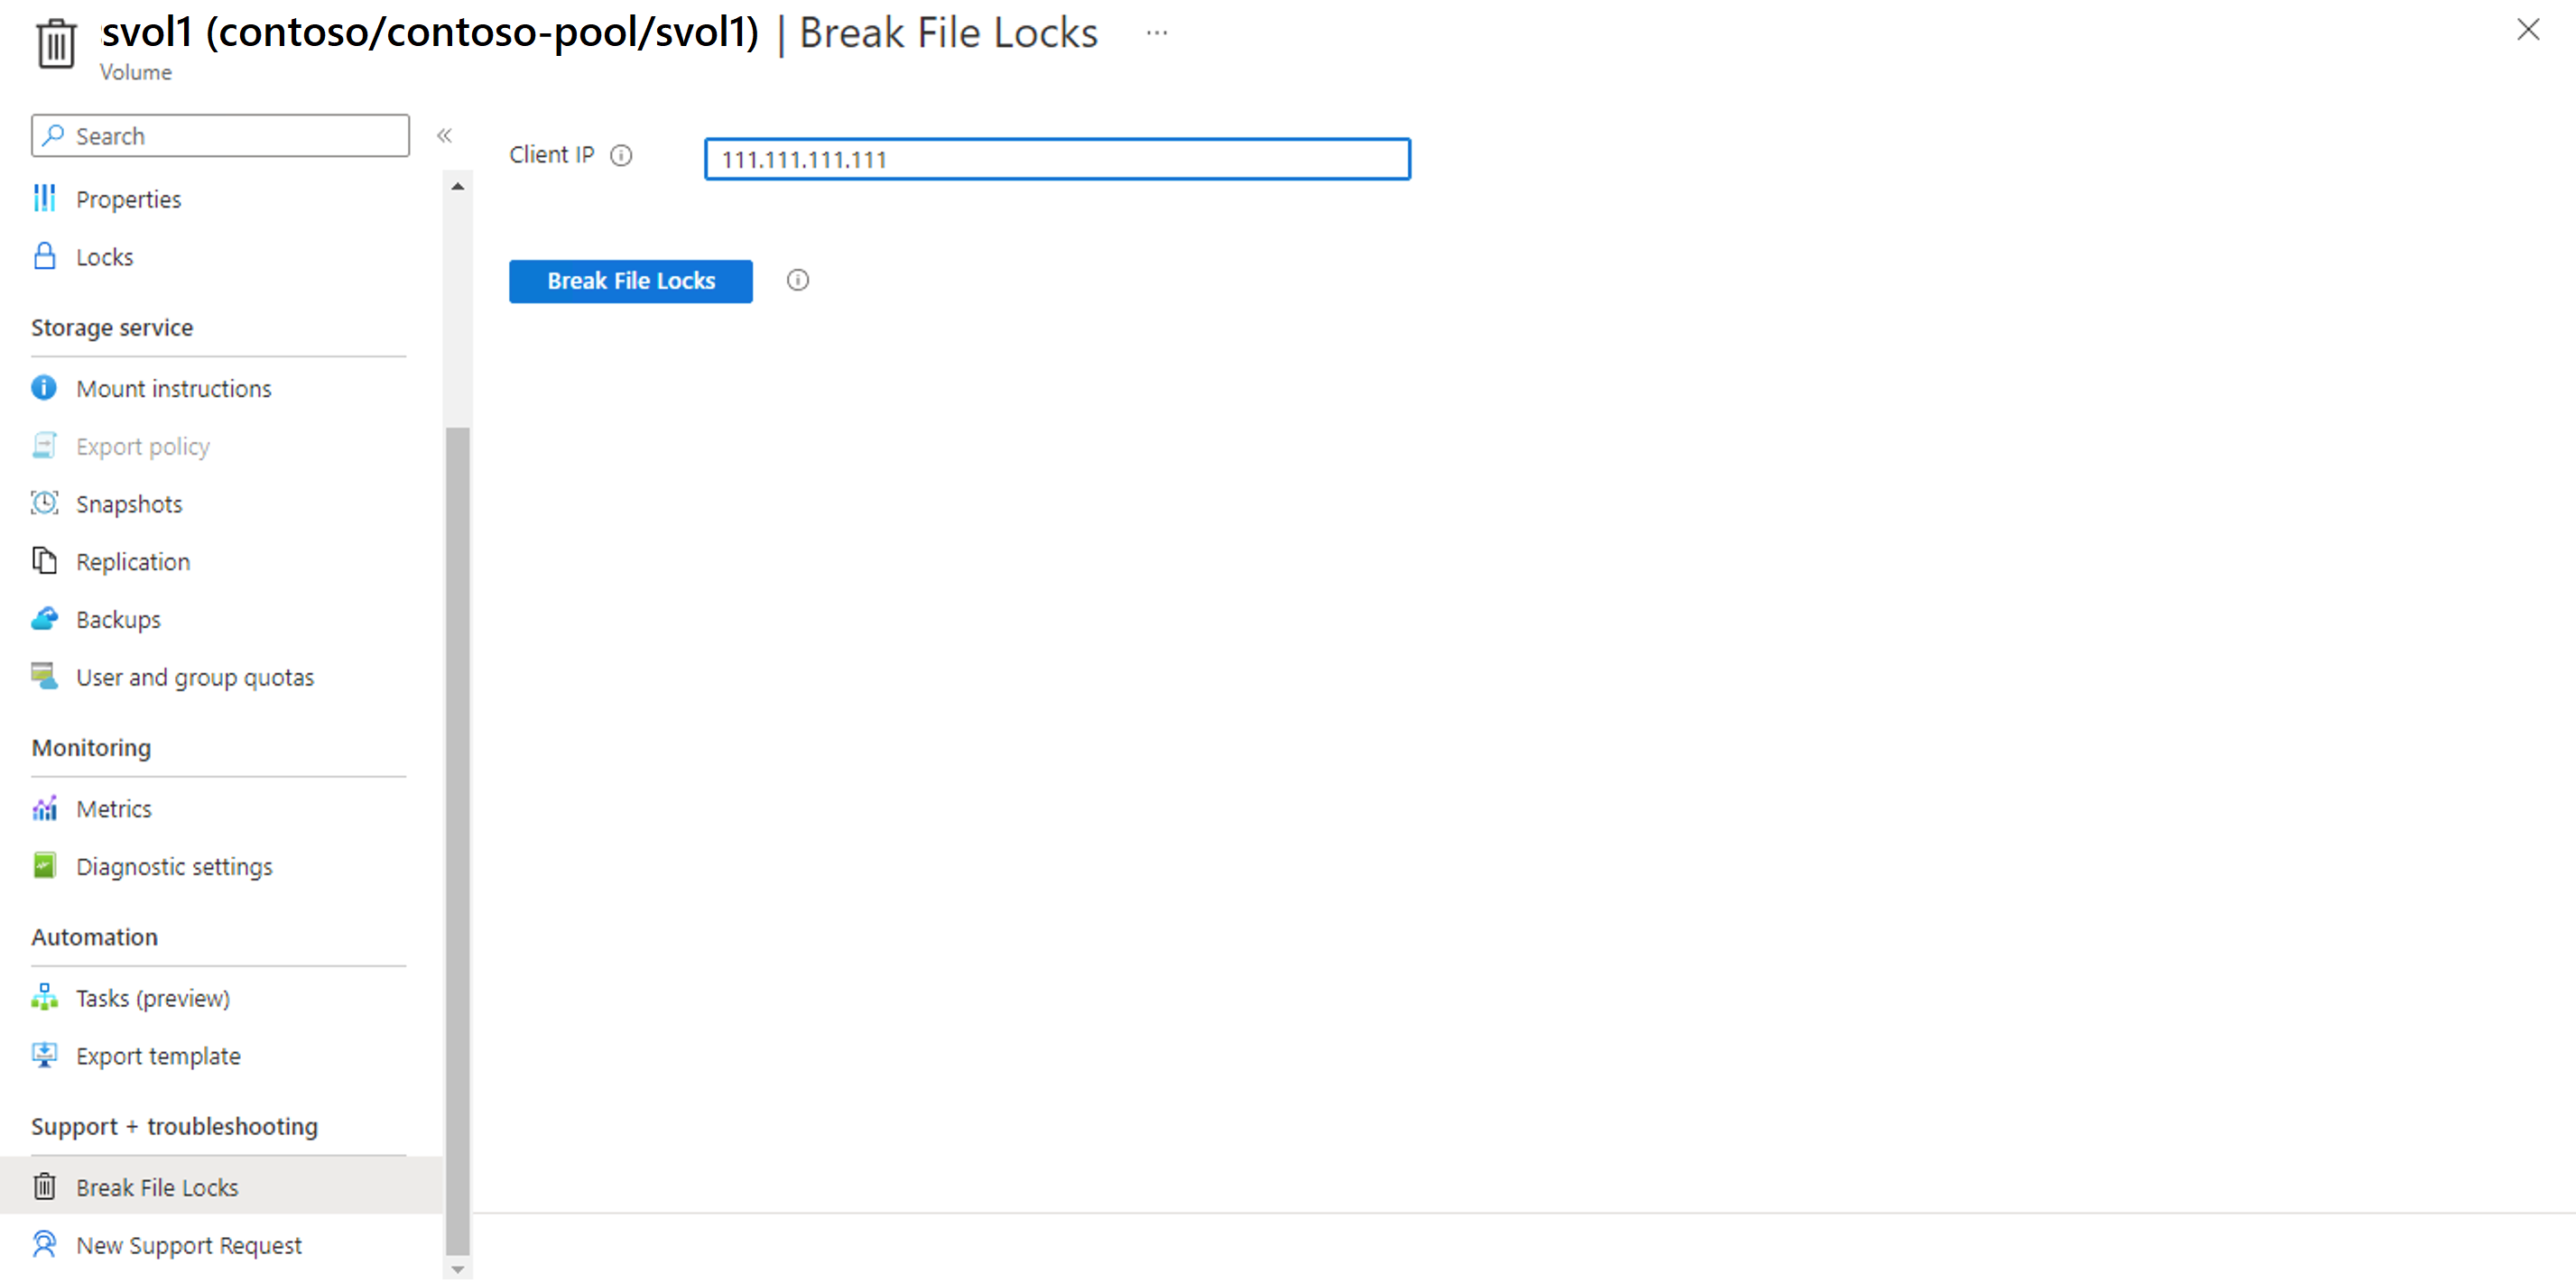 svol1 (contoso/contoso-pool/svol1) | Break File Locks ...
Volume
Search «
Client IP
111.111.111.111
Properties
Locks
Break File Locks
Storage service
Mount instructions
Export policy
Snapshots
Replication
Backups
User and group quotas
Monitoring
Metrics
Diagnostic settings
Automation
Tasks (preview)
Export template
Support + troubleshooting
Break File Locks
New Support Request